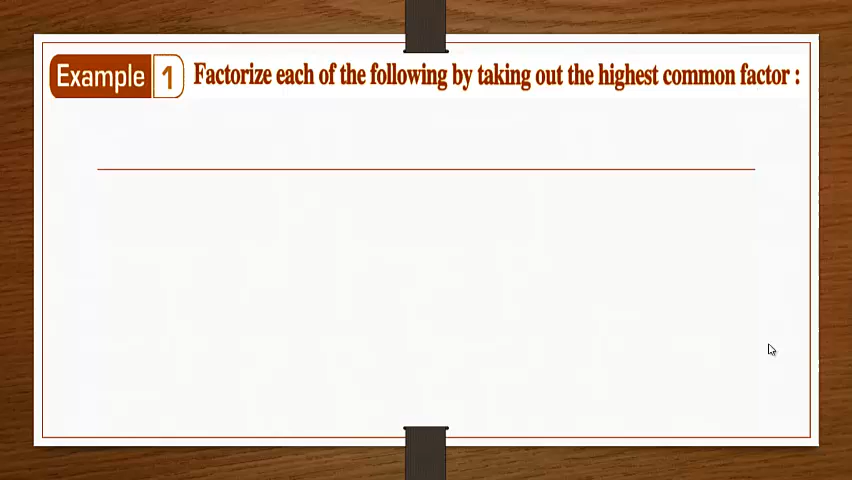 Example 1 Factorize each of the following by taking out the highest common factor :